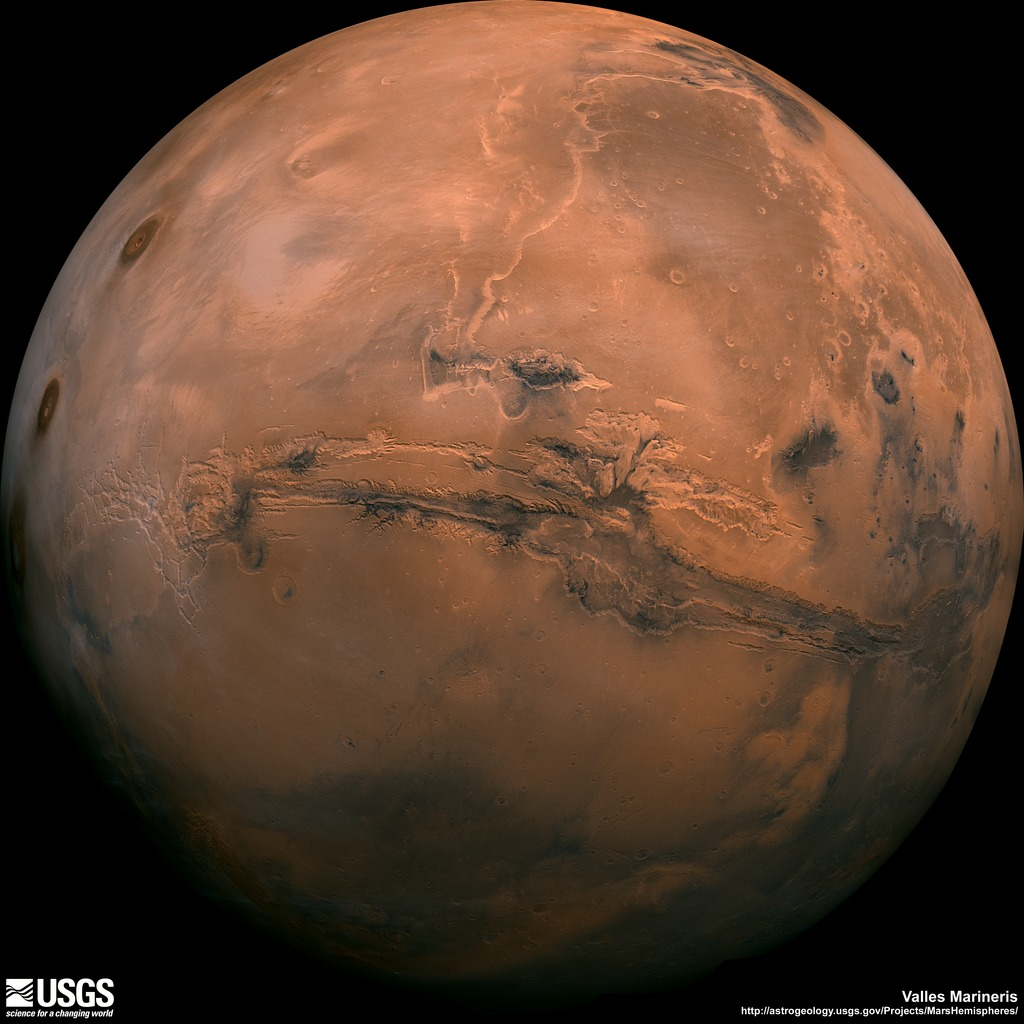 USGS
science for a changing world
Valles Marineris
http://astrogeology.usgs.gov/Projects/MarsHemispheres/